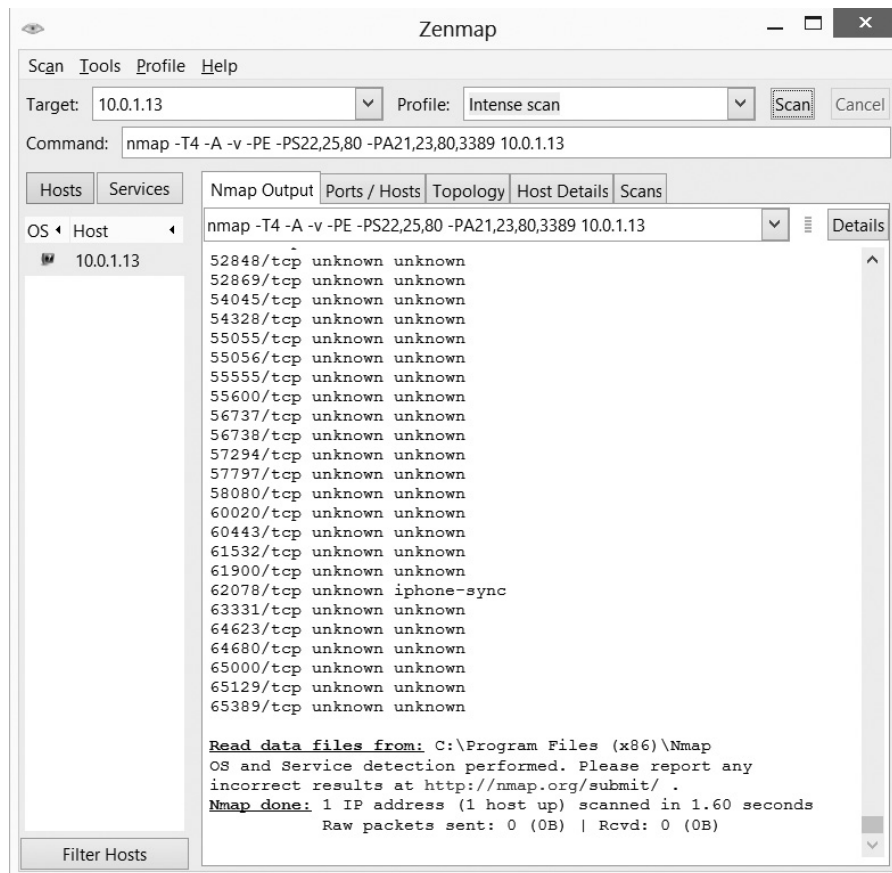 Zenmap
Scan Tools Profile Help
Target: 10.0.1.13 Profile: Intense scan Scan Cancel
Command: nmap -T4 -A -v -PE -PS22,25,80 -PA21,23,80,3389 10.0.1.13
Hosts Services Nmap Output Ports / Hosts Topology Host Details Scans
OS Host nmap -T4 -A -v -PE -PS22,25,80 -PA21,23,80,3389 10.0.1.13 Details
10.0.1.13
52848/tcp unknown unknown
52869/tcp unknown unknown
54045/tcp unknown unknown
54328/tcp unknown unknown
55055/tcp unknown unknown
55056/tcp unknown unknown
55555/tcp unknown unknown
55600/tcp unknown unknown
56737/tcp unknown unknown
56738/tcp unknown unknown
57294/tcp unknown unknown
57797/tcp unknown unknown
58080/tcp unknown unknown
60020/tcp unknown unknown
60443/tcp unknown unknown
61532/tcp unknown unknown
61900/tcp unknown unknown
62078/tcp unknown iphone-sync
63331/tcp unknown unknown
64623/tcp unknown unknown
64680/tcp unknown unknown
65000/tcp unknown unknown
65129/tcp unknown unknown
65389/tcp unknown unknown
Read data files from: C:\Program Files (x86)\Nmap
OS and Service detection performed. Please report any
incorrect results at http://nmap.org/submit/ .
Nmap done: 1 IP address (1 host up) scanned in 1.60 seconds
Raw packets sent: 0 (0B) | Rcvd: 0 (0B)
Filter Hosts